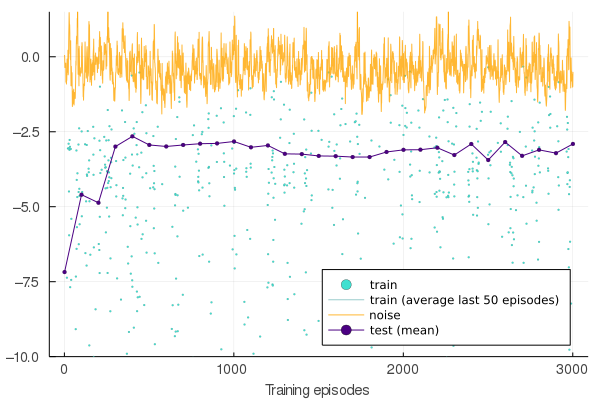 0.0
−2.5
−5.0
−7.5
−10.0
0
1000
2000
3000
Training episodes
train
train (average last 50 episodes)
noise
test (mean)